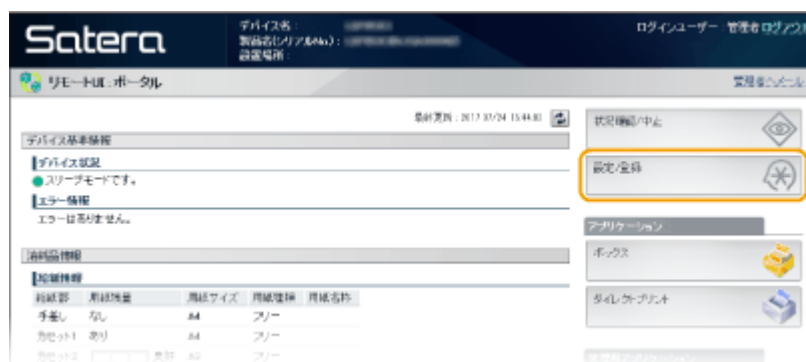 Satera
デバイス名 :
製品名(シリアルNo) :
設置場所 :
ログインユーザー : 管理者 ログアウト
リモートUI : ポータル
管理者へメール
最終更新 : 2017 07/24 15:44:01
状況確認/中止
デバイス基本情報
デバイス状況
スリープモードです。
設定/登録
エラー情報
エラーはありません。
アプリケーション
消耗品情報
ボックス
給紙情報
給紙部 用紙残量 用紙サイズ 用紙種類 用紙名称
ダイレクトプリント
手差し なし A4 フリー
カセット1 あり A4 フリー
カセット2 フリー